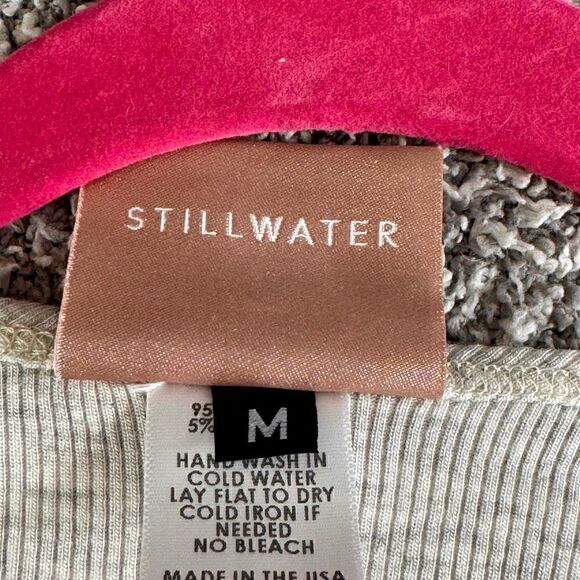 STILLWATER
M
95
5%
HAND WASH IN
COLD WATER
LAY FLAT TO DRY
COLD IRON IF
NEEDED
NO BLEACH
MADE IN THE USA